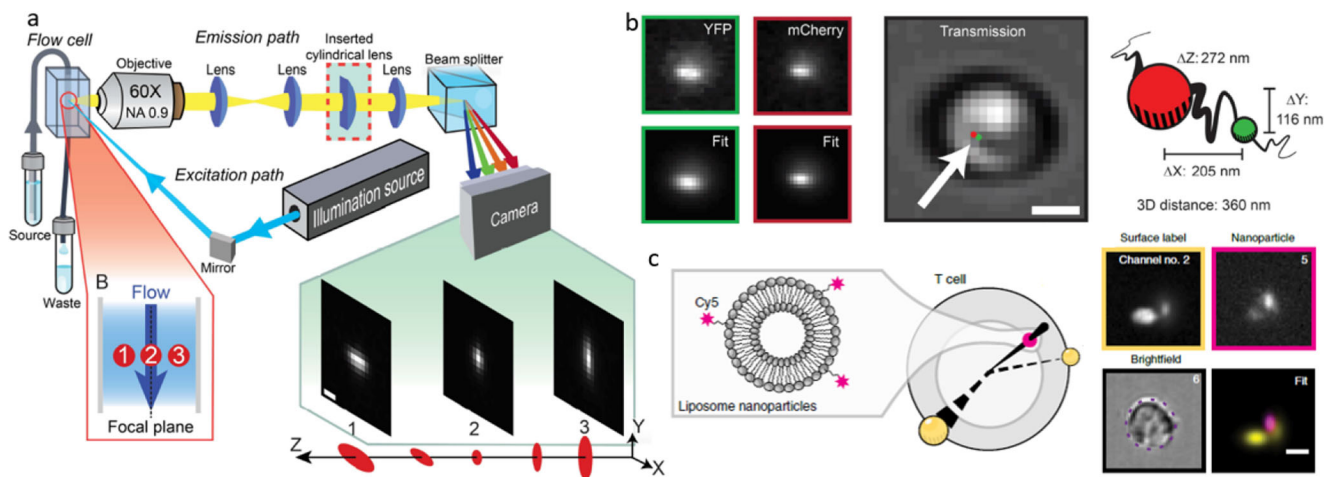 a
Flow cell
Objective
60X
NA 0.9
Emission path
Lens
Lens
Inserted
cylindrical lens
Lens
Beam splitter
Excitation path
Illumination source
Mirror
Camera
Source
Waste
B
Flow
1 2 3
Focal plane
1
2
3
Z
Y
X
b
YFP
mCherry
Fit
Fit
Transmission
ΔZ: 272 nm
ΔY:
116 nm
ΔX: 205 nm
3D distance: 360 nm
c
Cy5
Liposome nanoparticles
T cell
Surface label
Channel no. 2
Nanoparticle
5
Brightfield
6
Fit